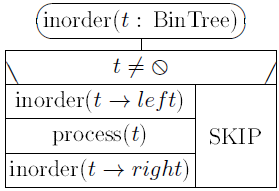 inorder(t : BinTree)
t ≠ ⦸
inorder(t → left)
process(t)
SKIP
inorder(t → right)